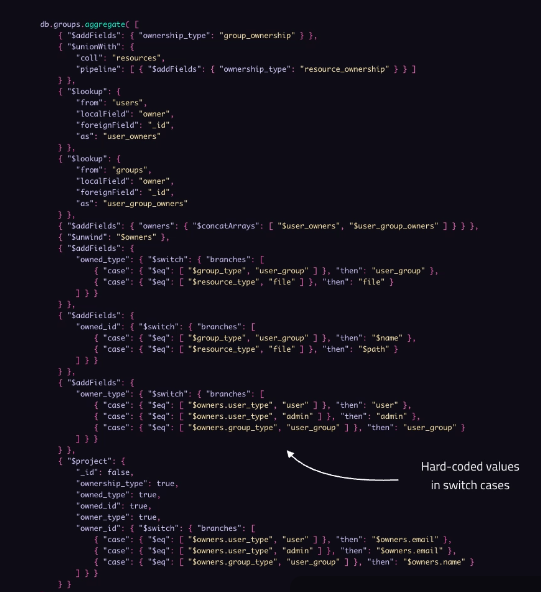 db.groups.aggregate( [
{ "$addFields": { "ownership_type": "group_ownership" } },
{ "$unionWith": {
"coll": "resources",
"pipeline": [ { "$addFields": { "ownership_type": "resource_ownership" } } ]
} },
{ "$lookup": {
"from": "users",
"localField": "owner",
"foreignField": "_id",
"as": "user_owners"
} },
{ "$lookup": {
"from": "groups",
"localField": "owner",
"foreignField": "_id",
"as": "user_group_owners"
} },
{ "$addFields": { "owners": { "$concatArrays": [ "$user_owners", "$user_group_owners" ] } } },
{ "$unwind": "$owners" },
{ "$addFields": {
"owned_type": { "$switch": { "branches": [
{ "case": { "$eq": [ "$group_type", "user_group" ] }, "then": "user_group" },
{ "case": { "$eq": [ "$resource_type", "file" ] }, "then": "file" }
] } }
} },
{ "$addFields": {
"owned_id": { "$switch": { "branches": [
{ "case": { "$eq": [ "$group_type", "user_group" ] }, "then": "$name" },
{ "case": { "$eq": [ "$resource_type", "file" ] }, "then": "$path" }
] } }
} },
{ "$addFields": {
"owner_type": { "$switch": { "branches": [
{ "case": { "$eq": [ "$owners.user_type", "user" ] }, "then": "user" },
{ "case": { "$eq": [ "$owners.user_type", "admin" ] }, "then": "admin" },
{ "case": { "$eq": [ "$owners.group_type", "user_group" ] }, "then": "user_group" }
] } }
} },
{ "$project": {
"_id": false,
"ownership_type": true,
"owned_type": true,
"owned_id": true,
"owner_type": true,
"owner_id": { "$switch": { "branches": [
{ "case": { "$eq": [ "$owners.user_type", "user" ] }, "then": "$owners.email" },
{ "case": { "$eq": [ "$owners.user_type", "admin" ] }, "then": "$owners.email" },
{ "case": { "$eq": [ "$owners.group_type", "user_group" ] }, "then": "$owners.name" }
] } }
} }
Hard-coded values
in switch cases